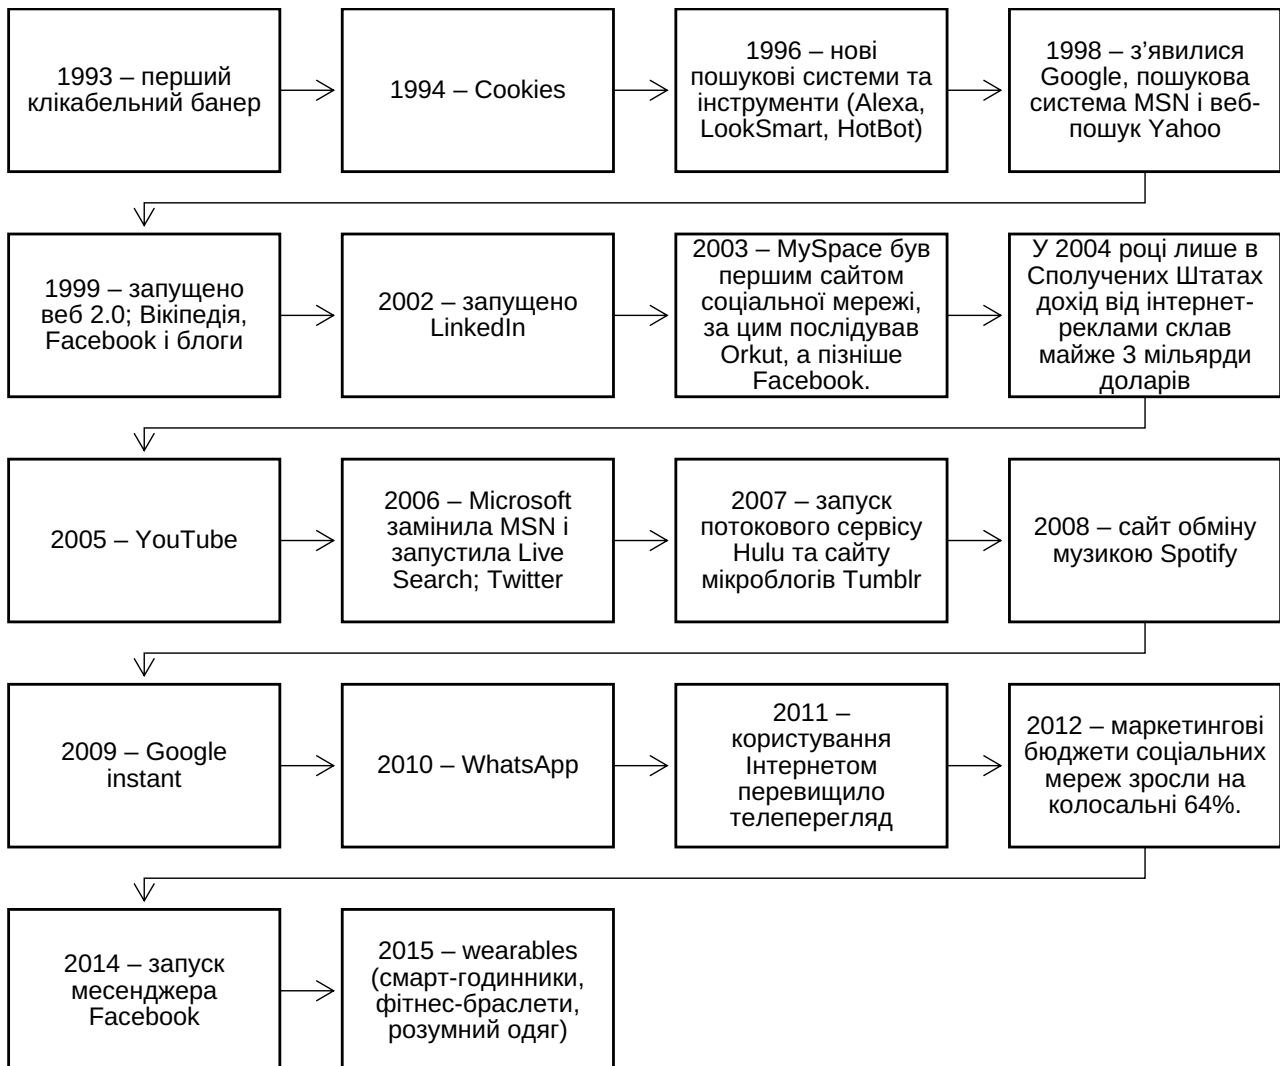 1993 – перший
клікабельний банер
1994 – Cookies
1996 – нові
пошукові системи та
інструменти (Alexa,
LookSmart, HotBot)
1998 – з’явилися
Google, пошукова
система MSN і веб-
пошук Yahoo
1999 – запущено
веб 2.0; Вікіпедія,
Facebook і блоги
2002 – запущено
LinkedIn
2003 – MySpace був
першим сайтом
соціальної мережі,
за цим послідував
Orkut, а пізніше
Facebook.
У 2004 році лише в
Сполучених Штатах
дохід від інтернет-
реклами склав
майже 3 мільярди
доларів
2005 – YouTube
2006 – Microsoft
замінила MSN і
запустила Live
Search; Twitter
2007 – запуск
потокового сервісу
Hulu та сайту
мікроблогів Tumblr
2008 – сайт обміну
музикою Spotify
2009 – Google
instant
2010 – WhatsApp
2011 –
користування
Інтернетом
перевищило
телеперегляд
2012 – маркетингові
бюджети соціальних
мереж зросли на
колосальні 64%.
2014 – запуск
месенджера
Facebook
2015 – wearables
(смарт-годинники,
фітнес-браслети,
розумний одяг)